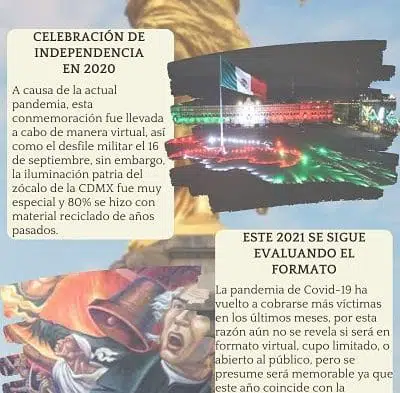 CELEBRACIÓN DE
INDEPENDENCIA
EN 2020
A causa de la actual
pandemia, esta
conmemoración fue llevada
a cabo de manera virtual, así
como el desfile militar el 16
de septiembre, sin embargo,
la iluminación patria del
zócalo de la CDMX fue muy
especial y 80% se hizo con
material reciclado de años
pasados.
ESTE 2021 SE SIGUE
EVALUANDO EL
FORMATO
La pandemia de Covid-19 ha
vuelto a cobrarse más víctimas
en los últimos meses, por esta
razón aún no se revela si será en
formato virtual, cupo limitado, o
abierto al público, pero se
presume será memorable ya que
este año coincide con la